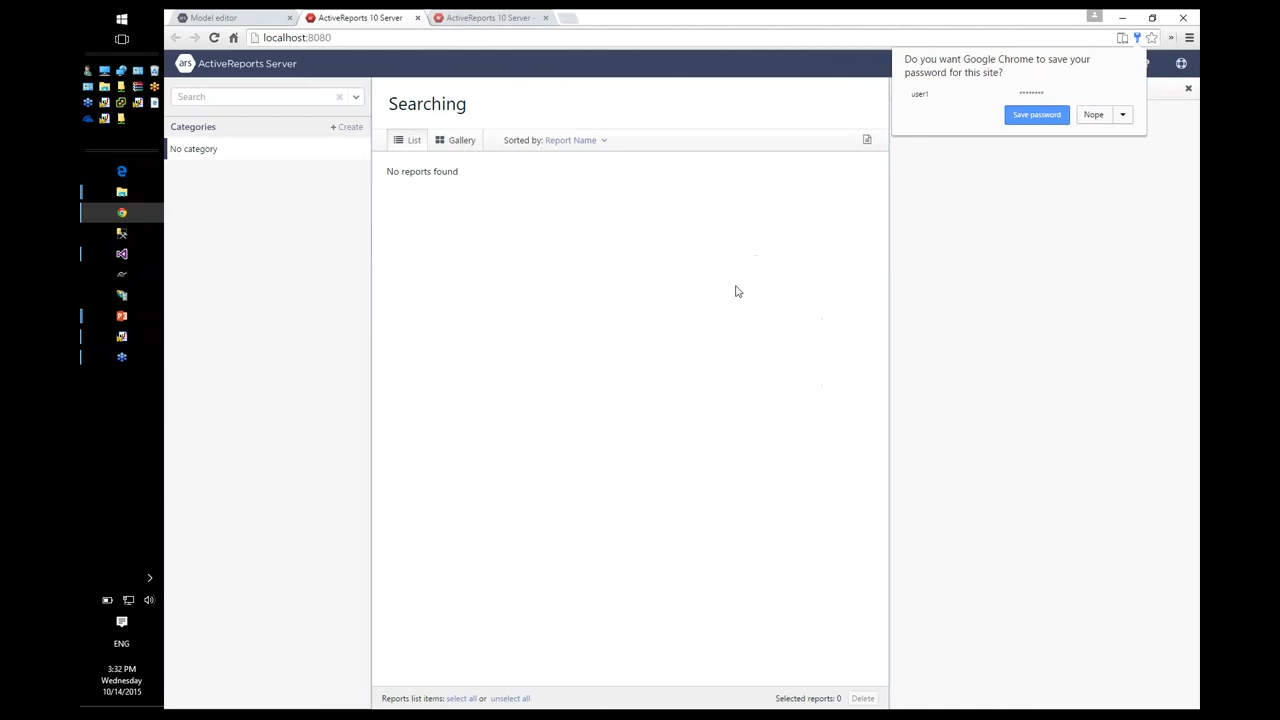 Model editor
ActiveReports 10 Server
ActiveReports 10 Server -
localhost:8080
ars ActiveReports Server
Do you want Google Chrome to save your
password for this site?
user1 ********
Save password
Nope
Search
Searching
Categories
+ Create
No category
List
Gallery
Sorted by: Report Name
No reports found
ENG
3:32 PM
Wednesday
10/14/2015
Reports list items: select all or unselect all
Selected reports: 0
Delete